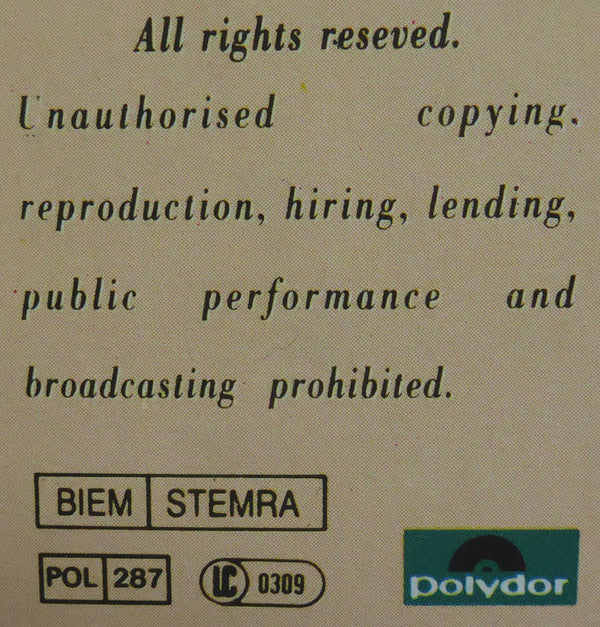 All rights reseved.
Unauthorised copying.
reproduction, hiring, lending,
public performance and
broadcasting prohibited.
BIEM STEMRA
POL 287 LC 0309
polydor